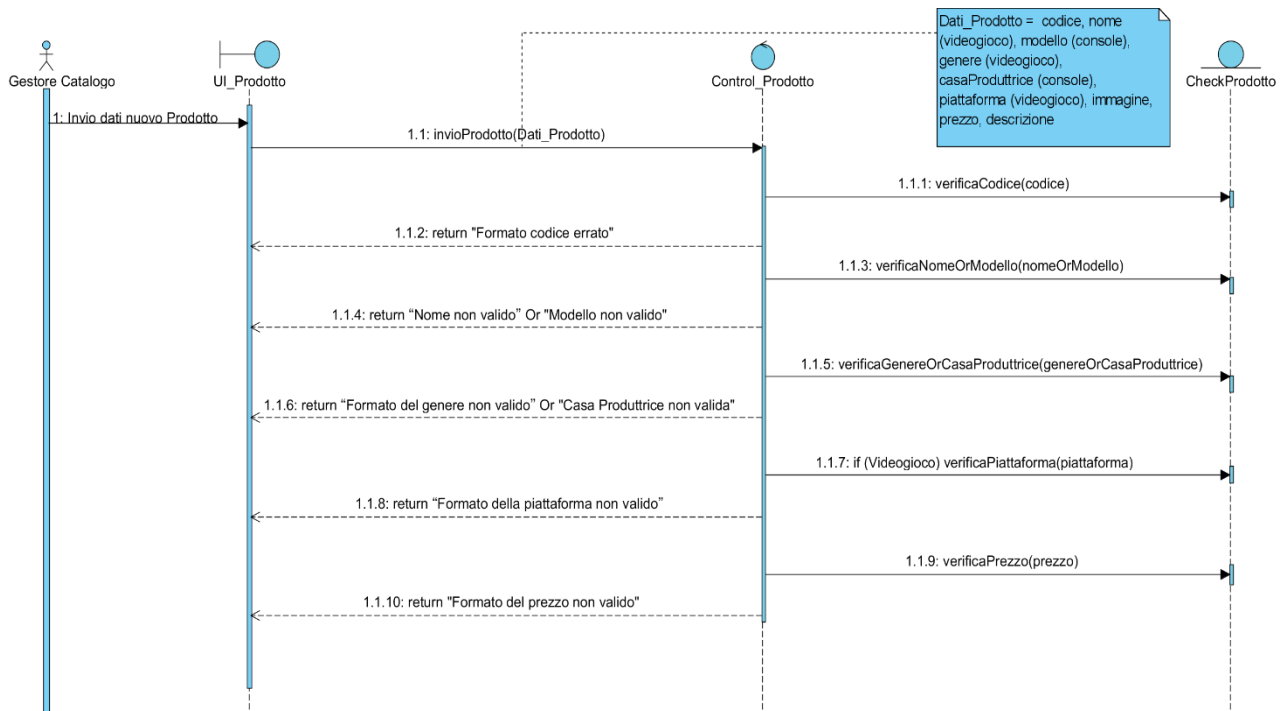 Dati_Prodotto = codice, nome
(videogioco), modello (console),
genere (videogioco),
casaProduttrice (console),
piattaforma (videogioco), immagine,
prezzo, descrizione
Gestore Catalogo
UI_Prodotto
Control_Prodotto
CheckProdotto
1: Invio dati nuovo Prodotto
1.1: invioProdotto(Dati_Prodotto)
1.1.1: verificaCodice(codice)
1.1.2: return "Formato codice errato"
1.1.3: verificaNomeOrModello(nomeOrModello)
1.1.4: return “Nome non valido” Or "Modello non valido"
1.1.5: verificaGenereOrCasaProduttrice(genereOrCasaProduttrice)
1.1.6: return “Formato del genere non valido” Or "Casa Produttrice non valida"
1.1.7: if (Videogioco) verificaPiattaforma(piattaforma)
1.1.8: return “Formato della piattaforma non valido”
1.1.9: verificaPrezzo(prezzo)
1.1.10: return "Formato del prezzo non valido"